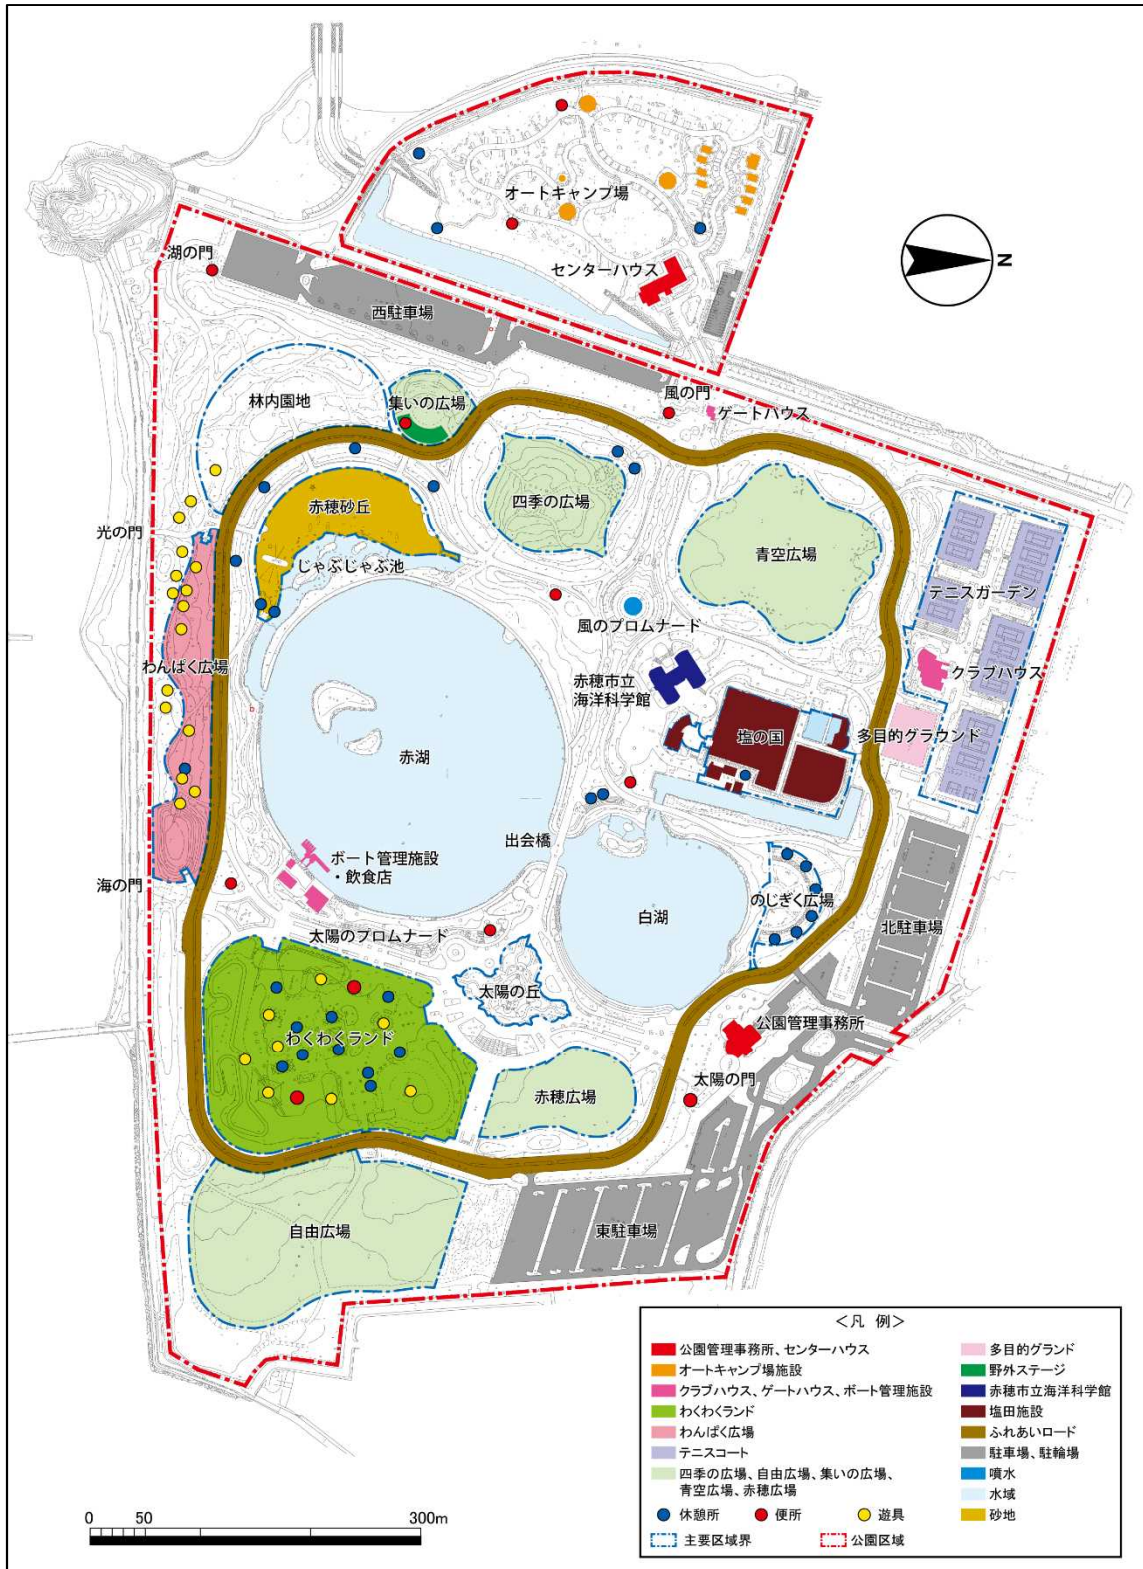 オートキャンプ場
センターハウス
湖の門
西駐車場
N
林内園地
集いの広場
風の門
ゲートハウス
赤穂砂丘
四季の広場
青空広場
光の門
じゃぶじゃぶ池
テニスガーデン
風のプロムナード
わんぱく広場
赤穂市立
海洋科学館
クラブハウス
赤湖
塩の国
多目的グラウンド
出会橋
ボート管理施設
・飲食店
海の門
のじぎく広場
白湖
北駐車場
太陽のプロムナード
太陽の丘
公園管理事務所
わくわくランド
太陽の門
赤穂広場
自由広場
東駐車場
<凡 例>
公園管理事務所、センターハウス
オートキャンプ場施設
クラブハウス、ゲートハウス、ボート管理施設
わくわくランド
わんぱく広場
テニスコート
四季の広場、自由広場、集いの広場、
青空広場、赤穂広場
休憩所
便所
遊具
主要区域界
公園区域
多目的グランド
野外ステージ
赤穂市立海洋科学館
塩田施設
ふれあいロード
駐車場、駐輪場
噴水
水域
砂地
0 50 300m